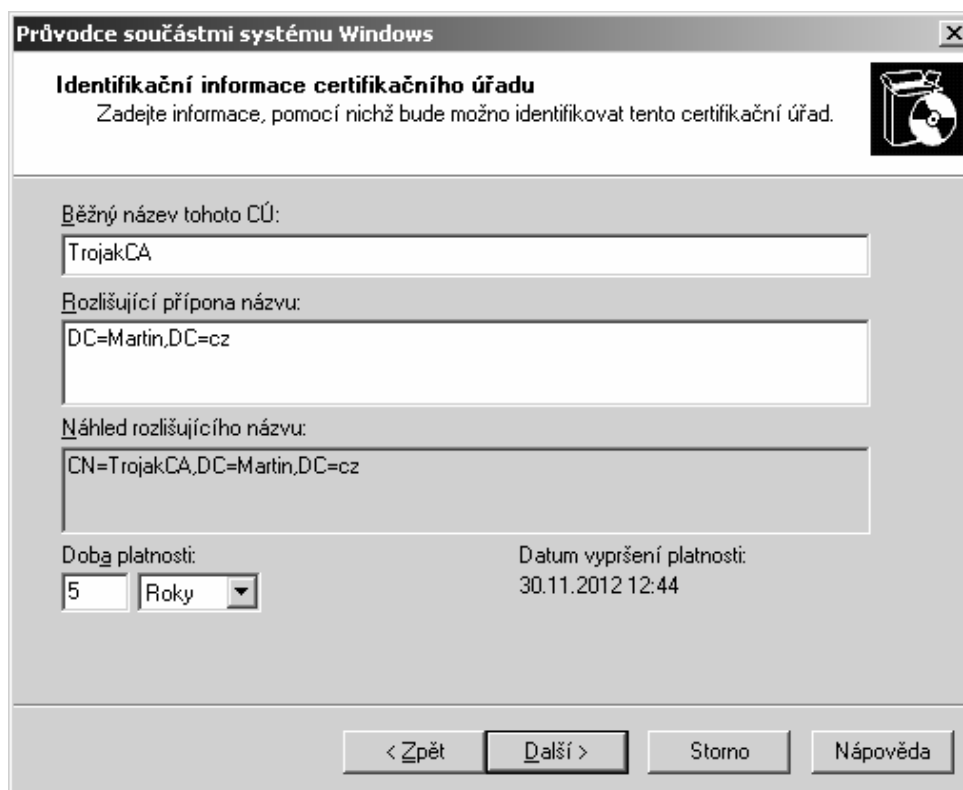 Průvodce součástmi systému Windows
Identifikační informace certifikačního úřadu
Zadejte informace, pomocí nichž bude možno identifikovat tento certifikační úřad.
Běžný název tohoto CÚ:
TrojakCA
Rozlišující přípona názvu:
DC=Martin,DC=cz
Náhled rozlišujícího názvu:
CN=TrojakCA,DC=Martin,DC=cz
Doba platnosti:
Datum vypršení platnosti:
5 Roky
30.11.2012 12:44
< Zpět
Další >
Storno
Nápověda